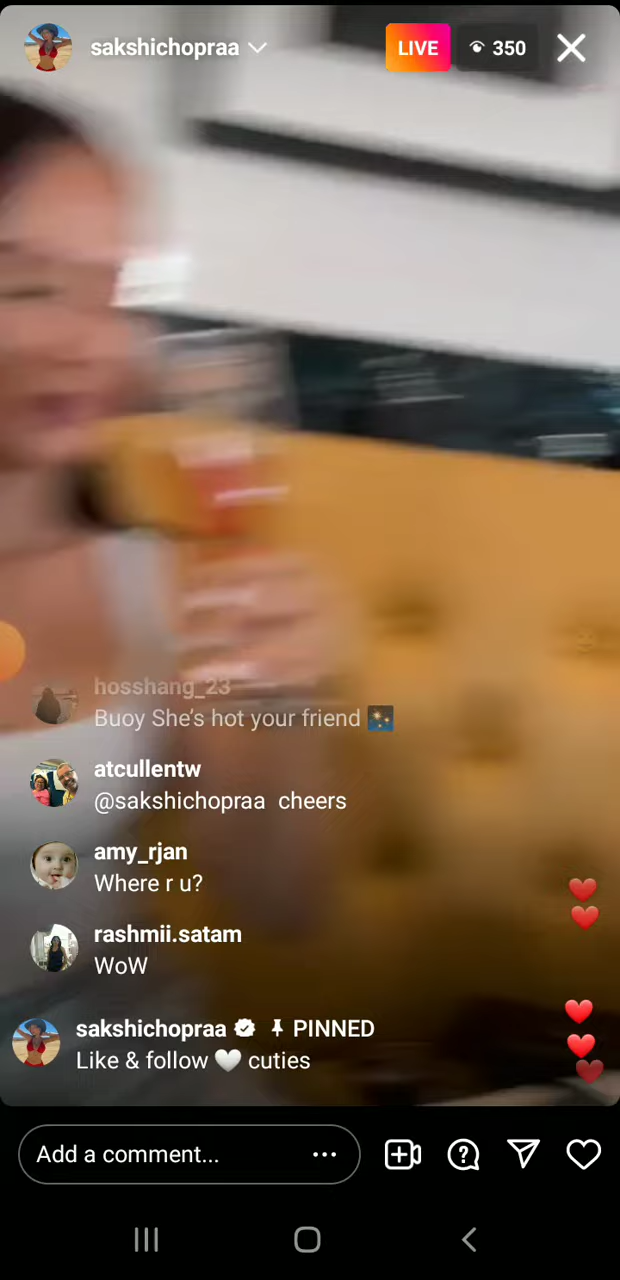 sakshichopraa
LIVE
350
hosshang_23
Buoy She's hot your friend
atcullentw
@sakshichopraa cheers
amy_rjan
Where r u?
rashmii.satam
WoW
sakshichopraa PINNED
Like & follow 🤍 cuties
Add a comment...